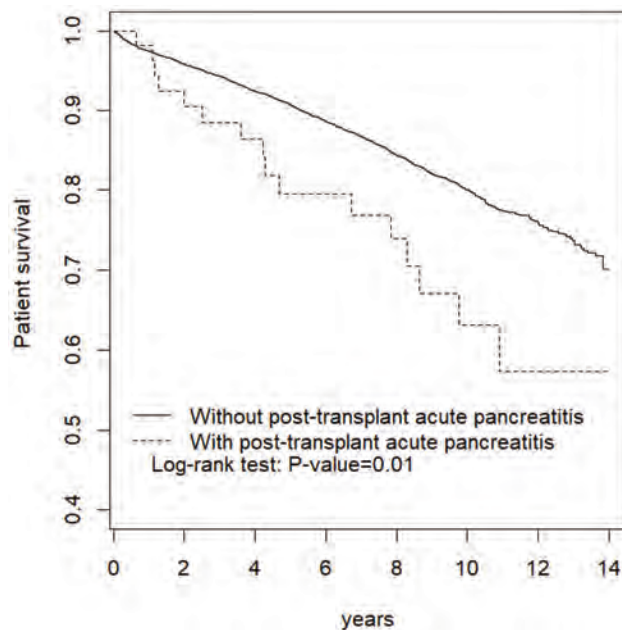 1.0
0.9
0.8
0.7
0.6
0.5
0.4
Patient survival
Without post-transplant acute pancreatitis
With post-transplant acute pancreatitis
Log-rank test: P-value=0.01
0 2 4 6 8 10 12 14
years